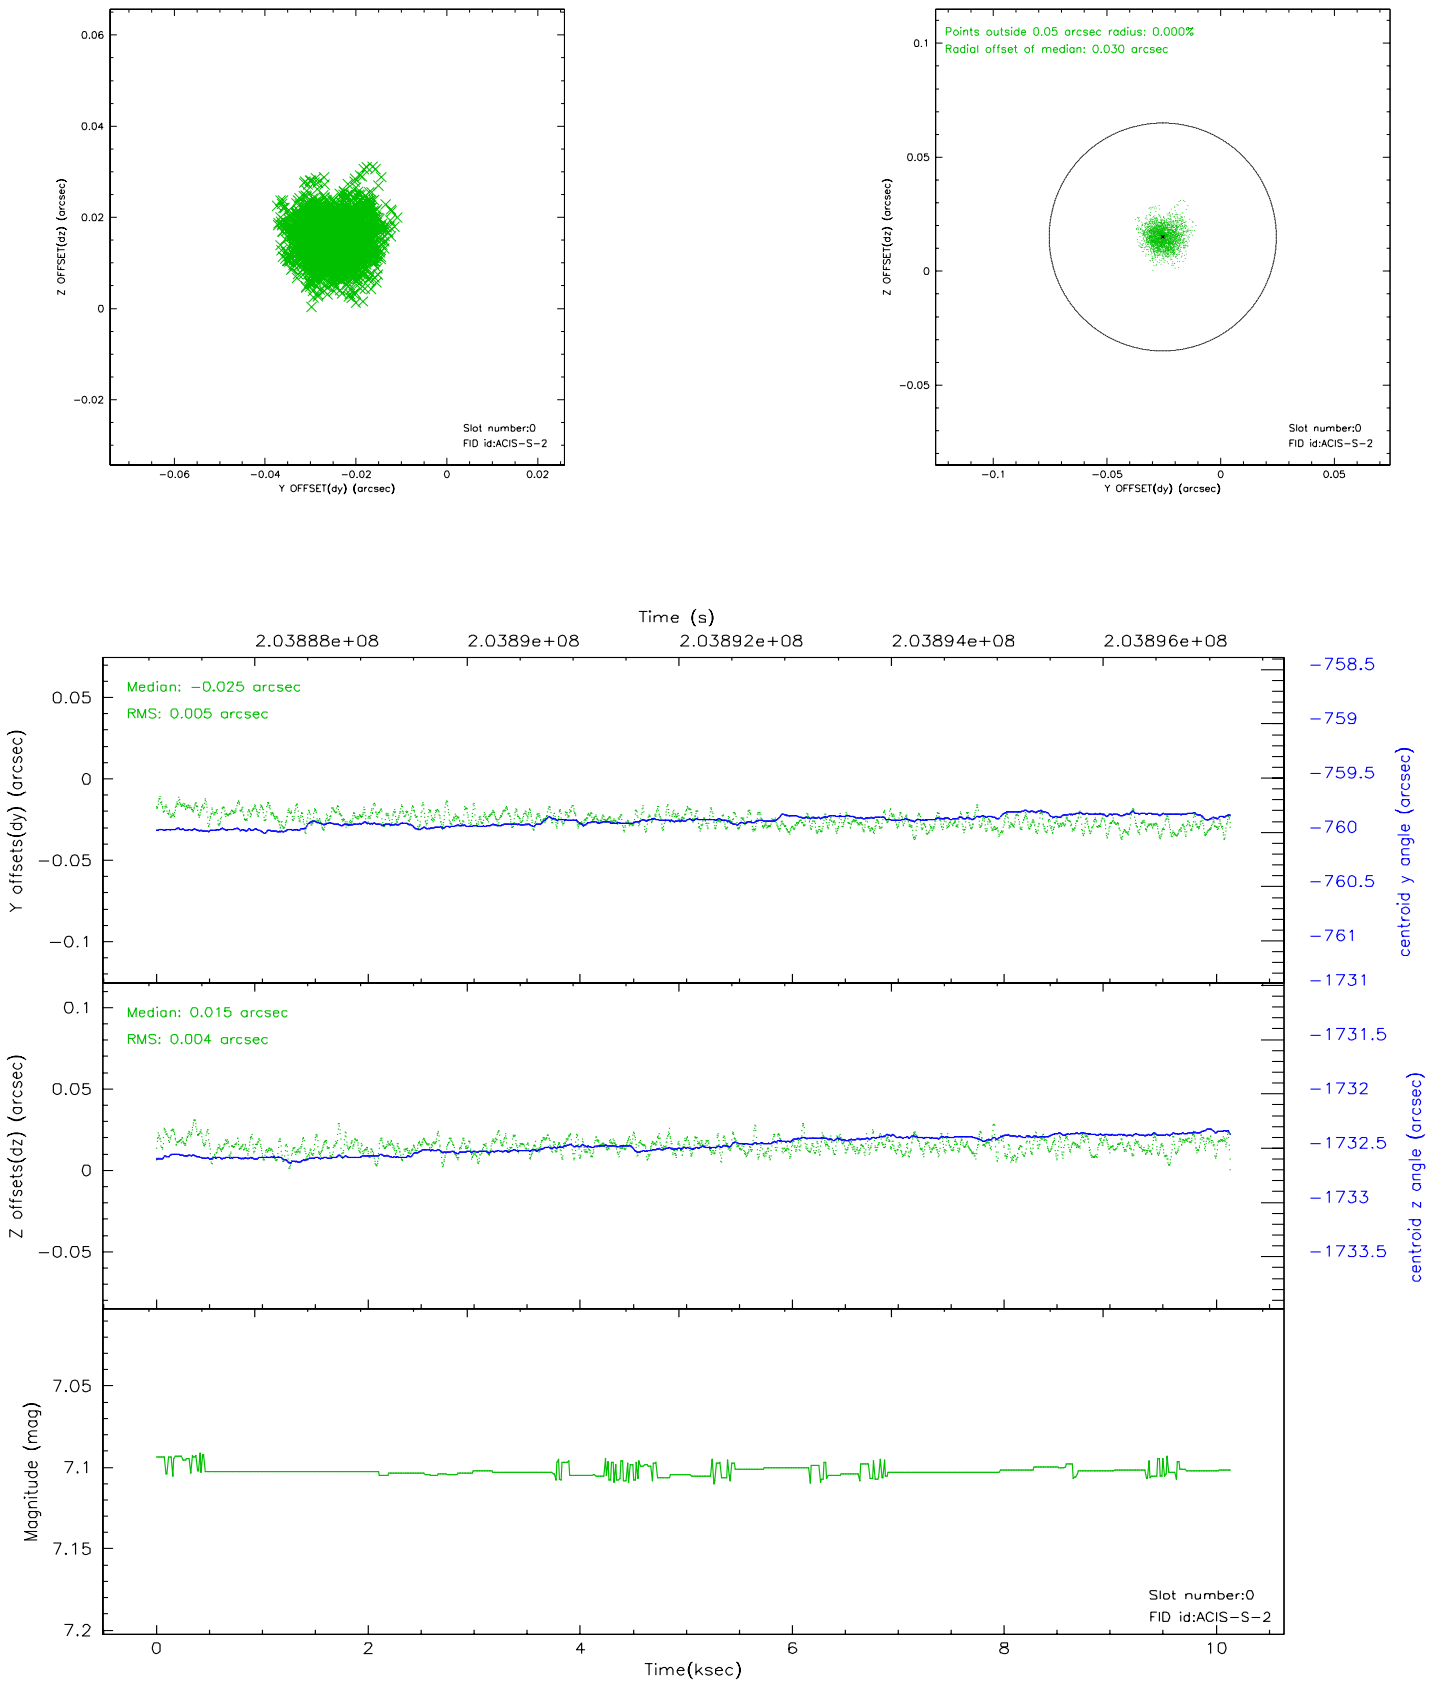 0.06
0.04
0.02
0
-0.02
Z OFFSET(dz) (arcsec)
Slot number:0
FID id:ACIS-S-2
-0.06
-0.04
-0.02
0
0.02
Y OFFSET(dy) (arcsec)
Points outside 0.05 arcsec radius: 0.000%
Radial offset of median: 0.030 arcsec
0.1
0.05
0
-0.05
Z OFFSET(dz) (arcsec)
Slot number:0
FID id:ACIS-S-2
-0.1
-0.05
0
0.05
Y OFFSET(dy) (arcsec)
Time (s)
2.03888e+08
2.0389e+08
2.03892e+08
2.03894e+08
2.03896e+08
Median: -0.025 arcsec
RMS: 0.005 arcsec
0.05
0
-0.05
-0.1
Y offsets(dy) (arcsec)
-758.5
-759
-759.5
-760
-760.5
-761
centroid y angle (arcsec)
Median: 0.015 arcsec
RMS: 0.004 arcsec
0.1
0.05
0
-0.05
Z offsets(dz) (arcsec)
-1731
-1731.5
-1732
-1732.5
-1733
-1733.5
centroid z angle (arcsec)
7.05
7.1
7.15
7.2
Magnitude (mag)
Slot number:0
FID id:ACIS-S-2
0
2
4
6
8
10
Time(ksec)